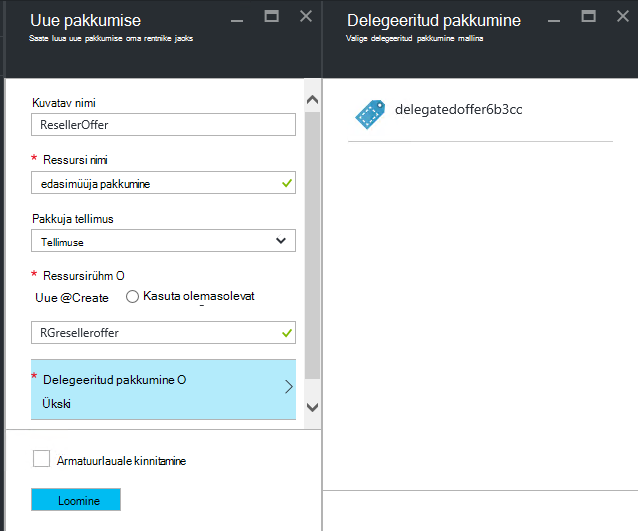 Uue pakkumise
Saate luua uue pakkumise oma rentnike jaoks
Kuvatav nimi
ResellerOffer
* Ressursi nimi
edasimüüja pakkumine
Pakkuja tellimus
Tellimuse
* Ressursirühm O
Uue @Create Kasuta olemasolevat
RGreselleroffer
* Delegeeritud pakkumine O
Ükski
Armatuurlauale kinnitamine
Loomine
Delegeeritud pakkumine
Valige delegeeritud pakkumine mallina
delegatedoffer6b3cc